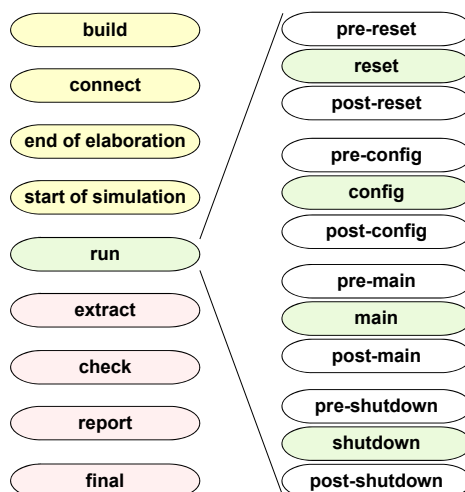 build
connect
end of elaboration
start of simulation
run
extract
check
report
final
pre-reset
reset
post-reset
pre-config
config
post-config
pre-main
main
post-main
pre-shutdown
shutdown
post-shutdown